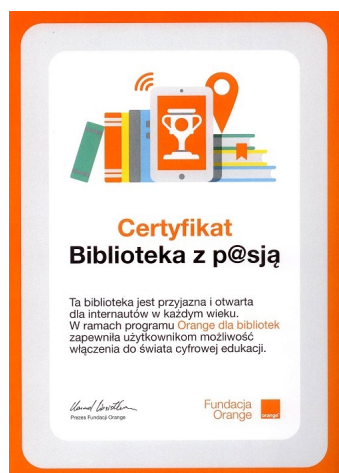 Certyfikat
Biblioteka z p@sją
Ta biblioteka jest przyjazna i otwarta
dla internautów w każdym wieku.
W ramach programu Orange dla bibliotek
zapewniła użytkownikom możliwość
włączenia do świata cyfrowej edukacji.
Prezes Fundacji Orange
Fundacja
Orange
orange